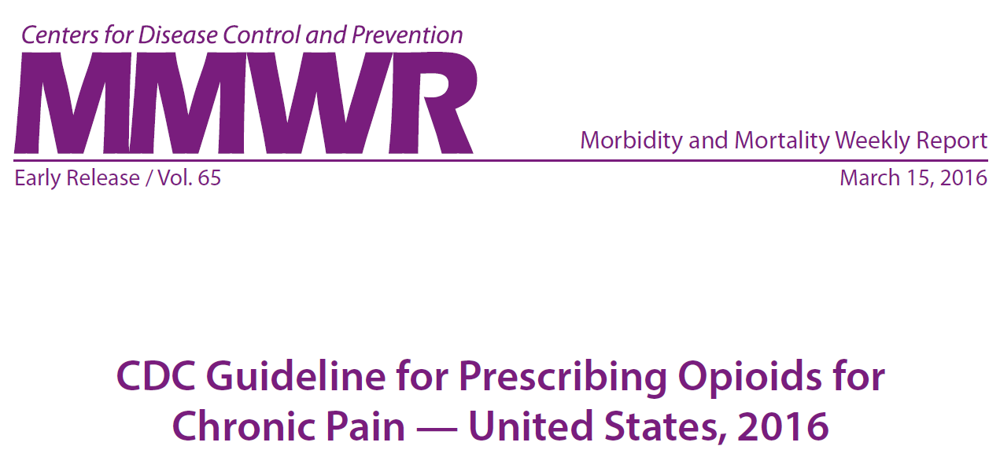 Centers for Disease Control and Prevention
MMWR
Morbidity and Mortality Weekly Report
Early Release / Vol. 65
March 15, 2016
CDC Guideline for Prescribing Opioids for
Chronic Pain — United States, 2016